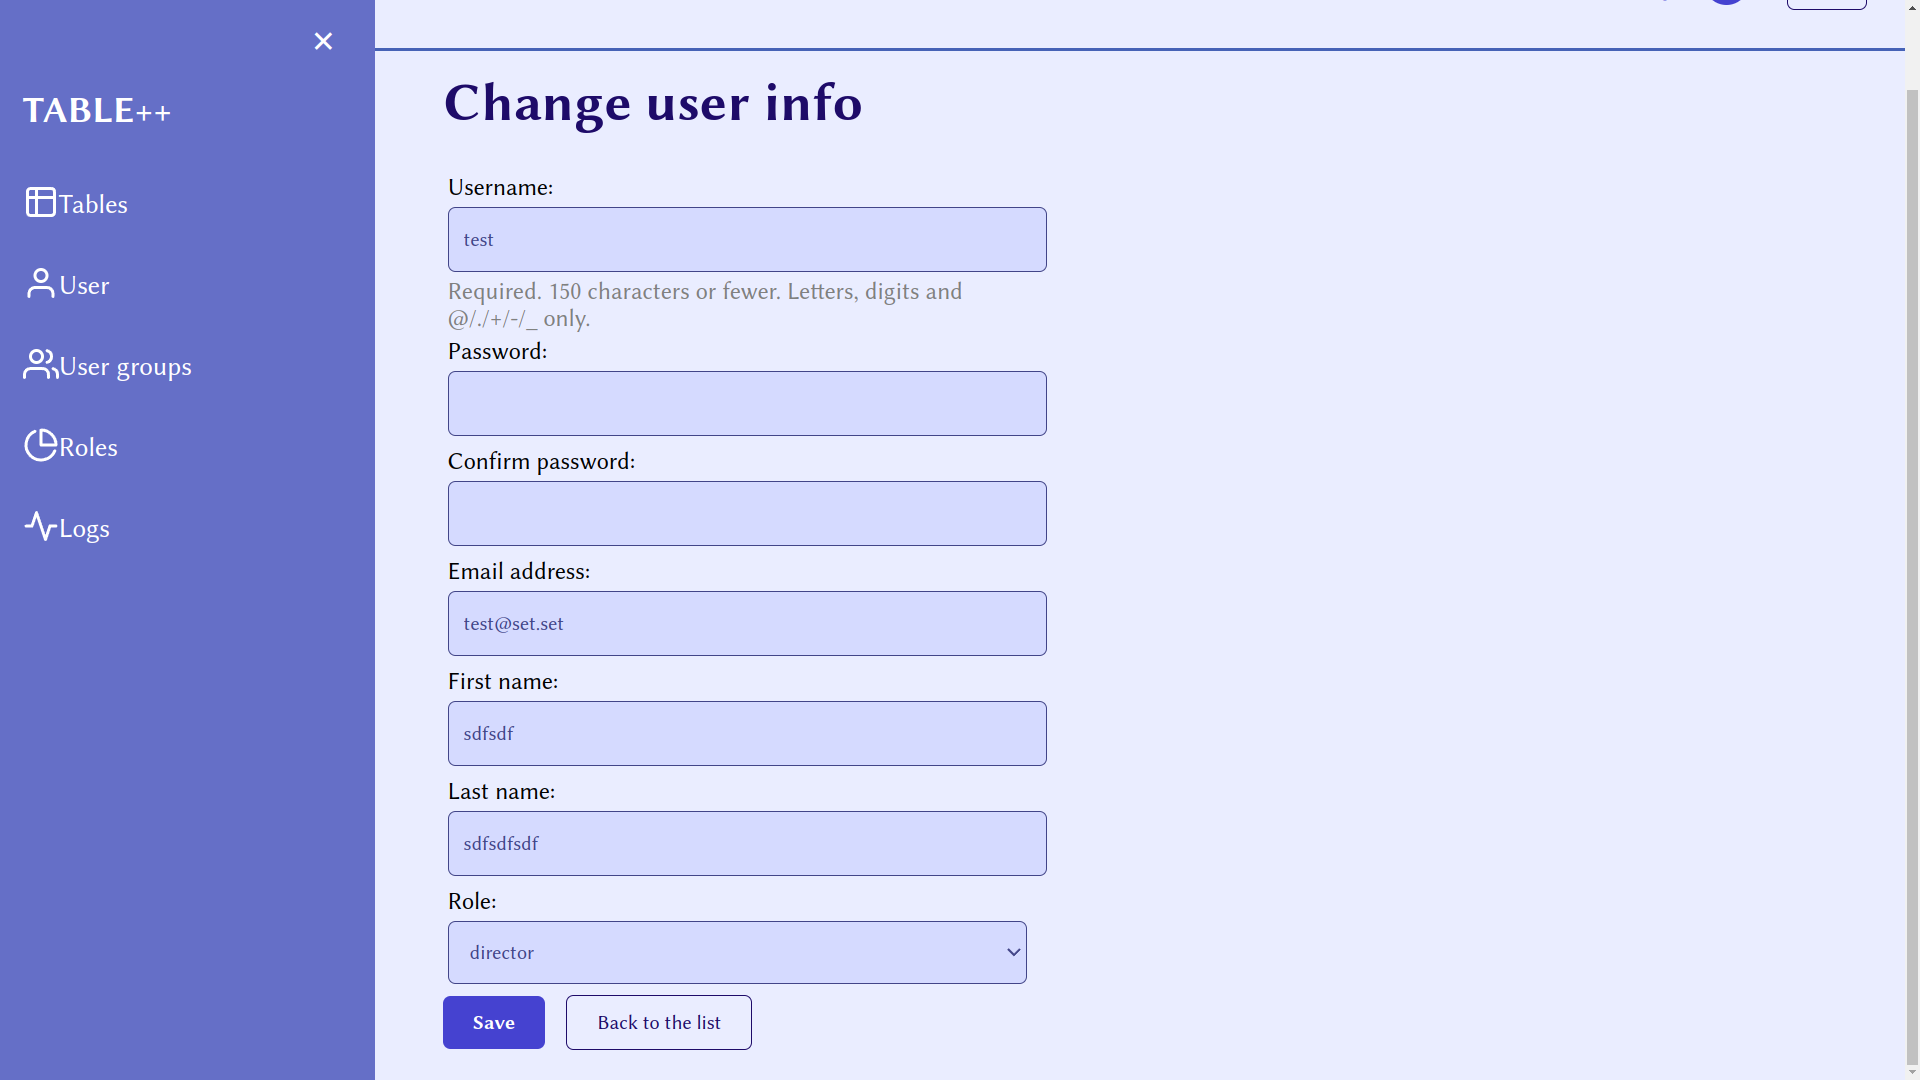 TABLE++
Tables
User
User groups
Roles
Logs
Change user info
Username:
test
Required. 150 characters or fewer. Letters, digits and
@/./+/-/_ only.
Password:
Confirm password:
Email address:
test@set.set
First name:
sdfsdf
Last name:
sdfsdfsdf
Role:
director
Save
Back to the list